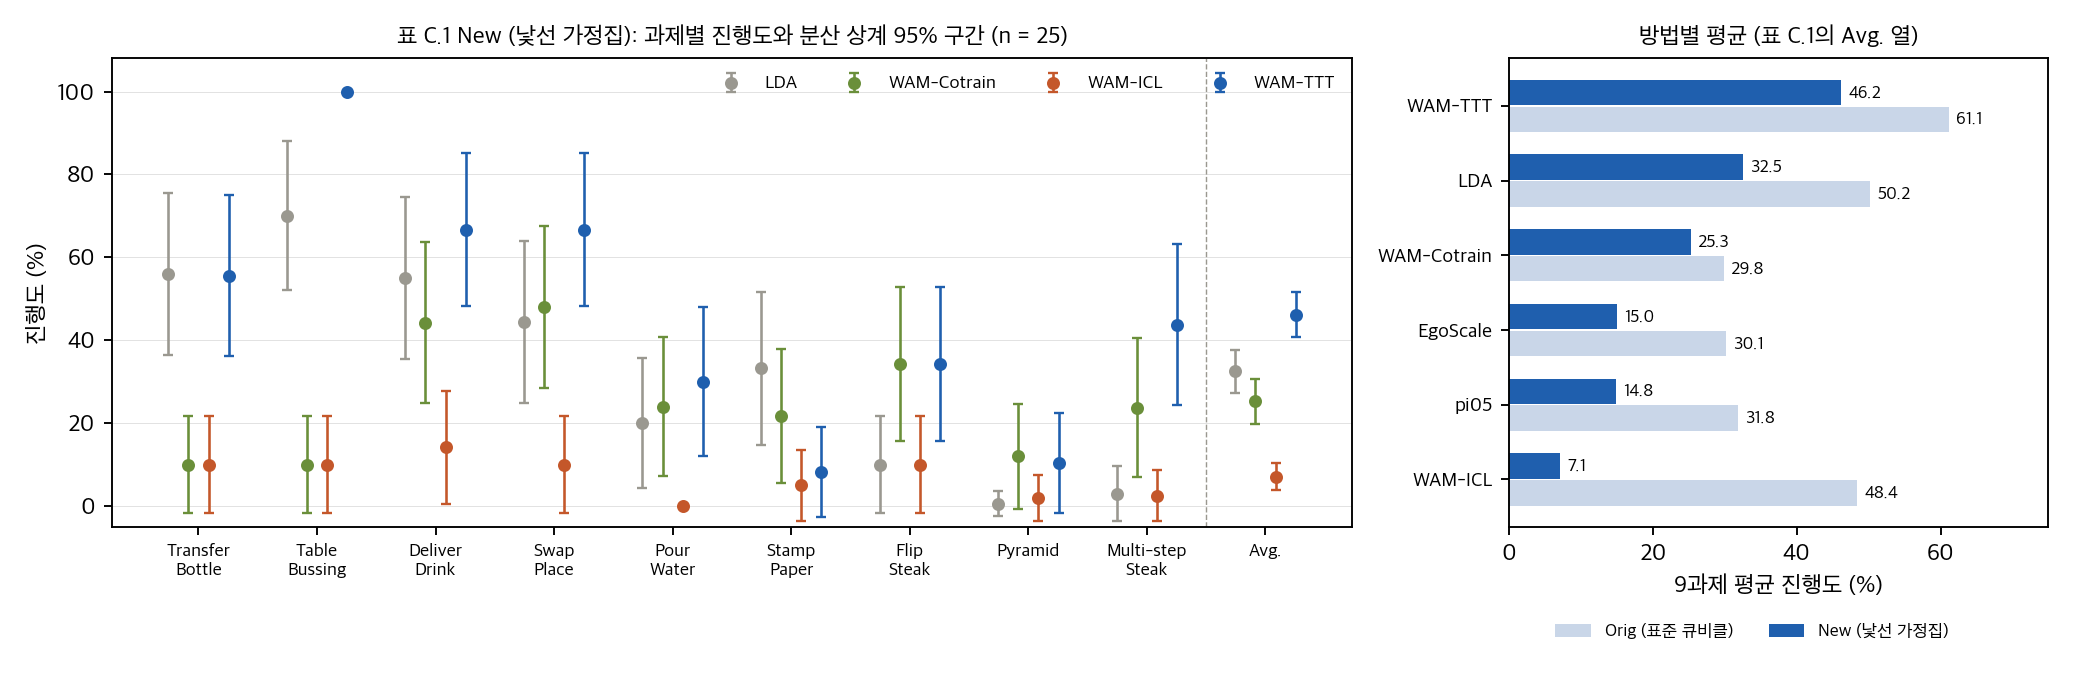 표 C.1 New (낯선 가정집): 과제별 진행도와 분산 상계 95% 구간 (n = 25)
LDA
WAM-Cotrain
WAM-ICL
WAM-TTT
진행도 (%)
100
80
60
40
20
0
Transfer
Bottle
Table
Bussing
Deliver
Drink
Swap
Place
Pour
Water
Stamp
Paper
Flip
Steak
Pyramid
Multi-step
Steak
Avg.
방법별 평균 (표 C.1의 Avg. 열)
WAM-TTT
46.2
61.1
LDA
32.5
50.2
WAM-Cotrain
25.3
29.8
EgoScale
15.0
30.1
pi05
14.8
31.8
WAM-ICL
7.1
48.4
0
20
40
60
9과제 평균 진행도 (%)
Orig (표준 큐비클)
New (낯선 가정집)